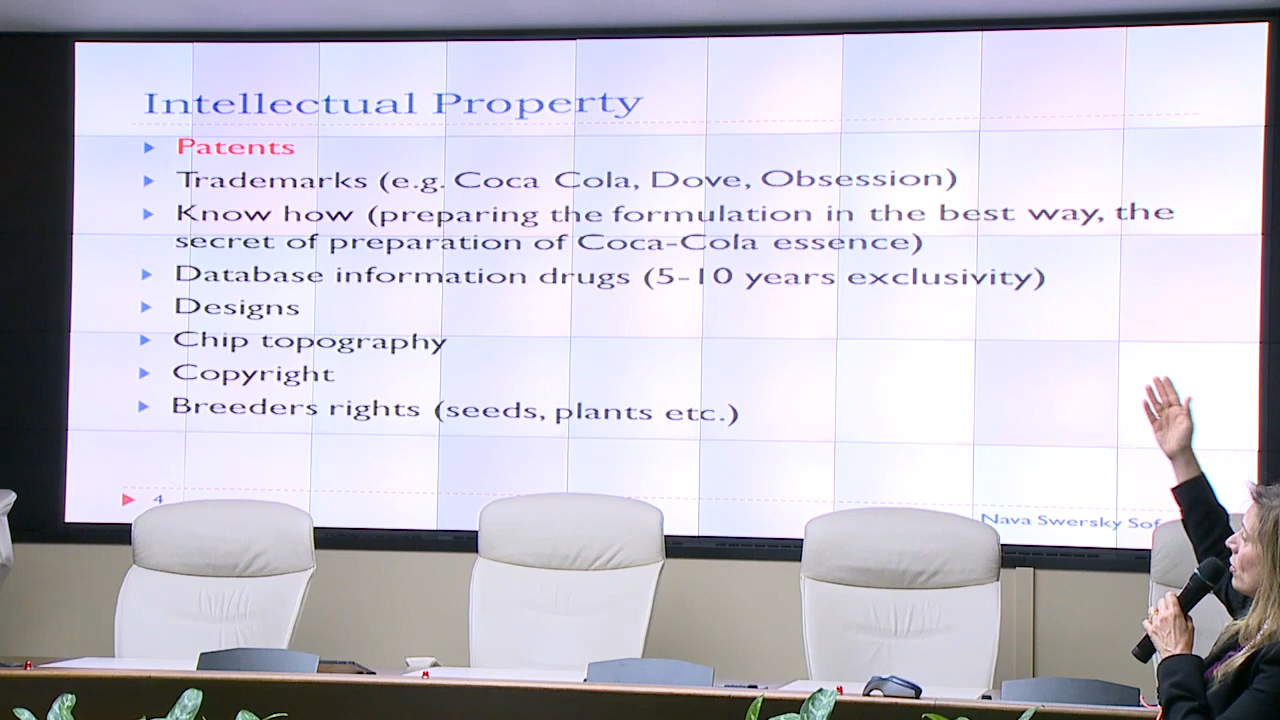 Intellectual Property
Patents
Trademarks (e.g. Coca Cola, Dove, Obsession)
Know how (preparing the formulation in the best way, the
secret of preparation of Coca-Cola essence)
Database information drugs (5-10 years exclusivity)
Designs
Chip topography
Copyright
Breeders rights (seeds, plants etc.)
4
Nava Swersky